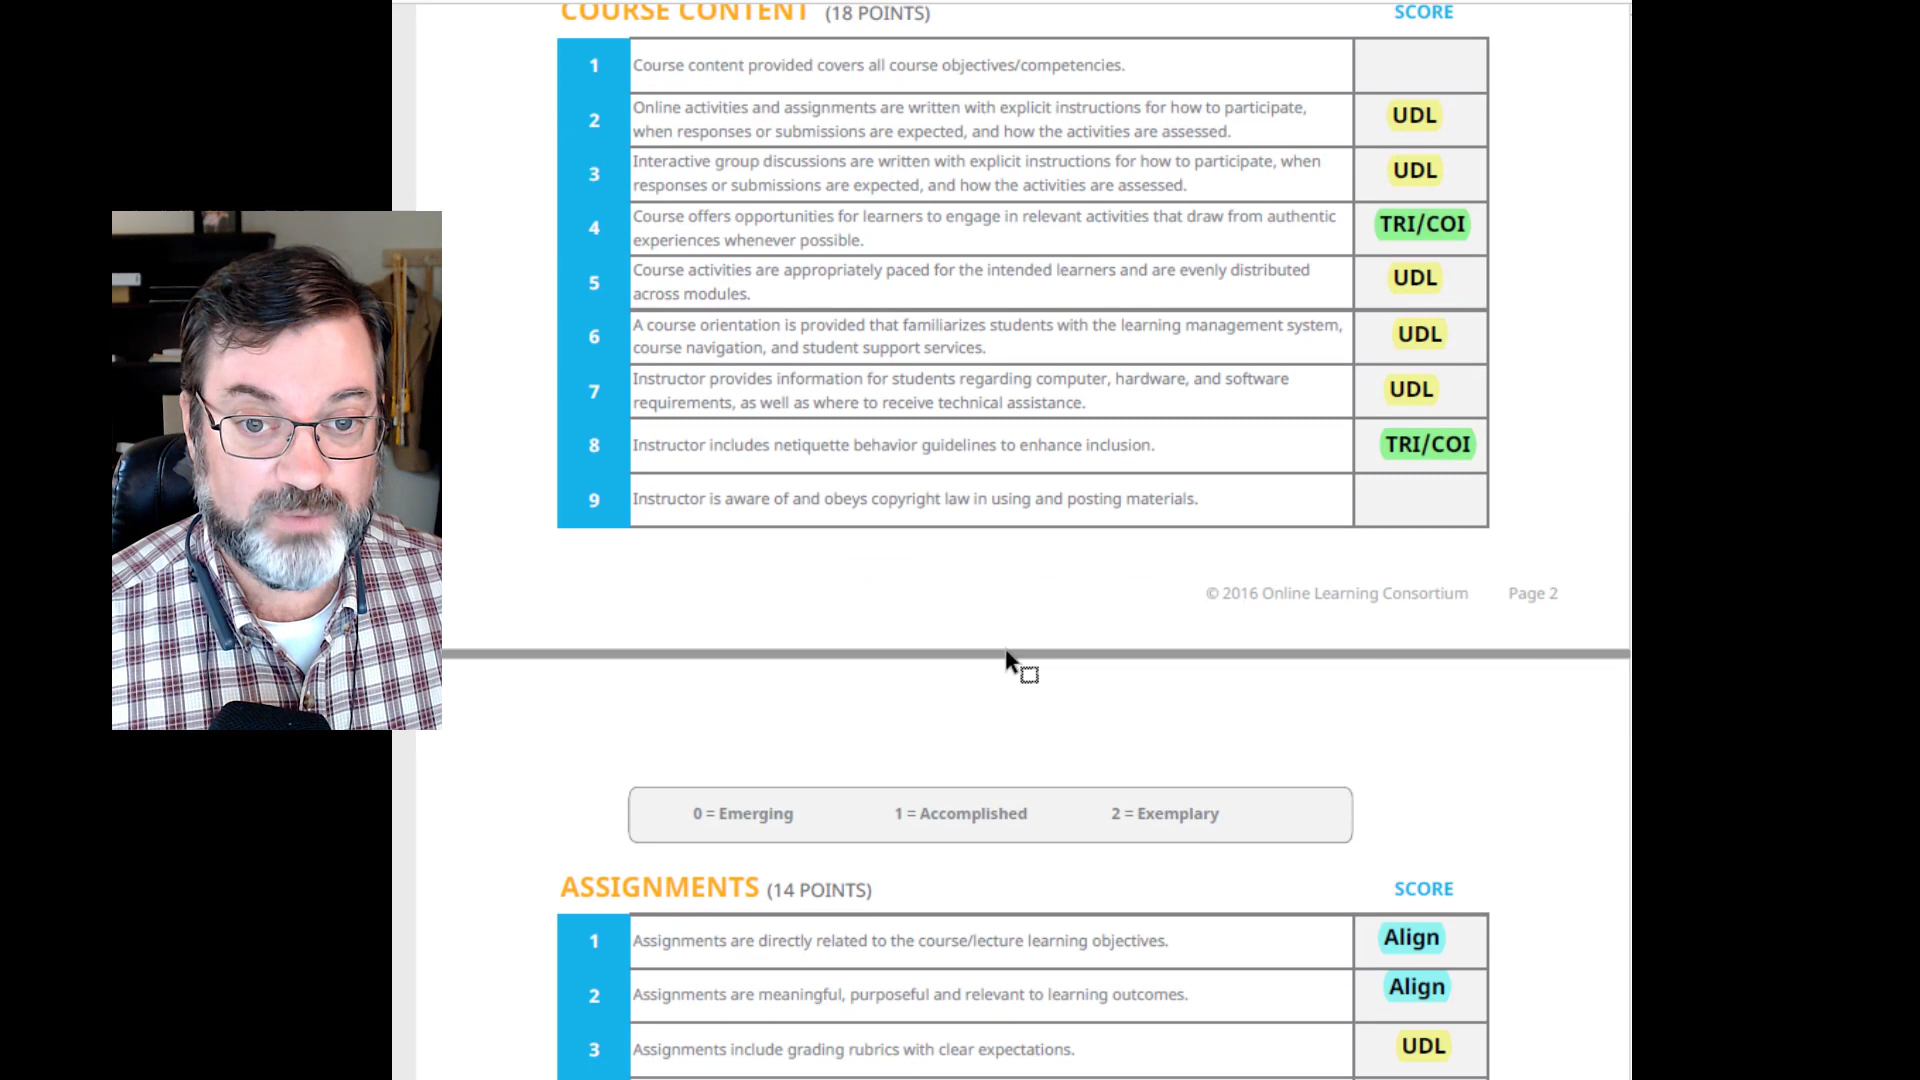 COURSE CONTENT (18 POINTS) SCORE
1 Course content provided covers all course objectives/competencies.
2 Online activities and assignments are written with explicit instructions for how to participate,
when responses or submissions are expected, and how the activities are assessed.
UDL
3 Interactive group discussions are written with explicit instructions for how to participate, when
responses or submissions are expected, and how the activities are assessed.
UDL
4 Course offers opportunities for learners to engage in relevant activities that draw from authentic
experiences whenever possible.
TRI/COI
5 Course activities are appropriately paced for the intended learners and are evenly distributed
across modules.
UDL
6 A course orientation is provided that familiarizes students with the learning management system,
course navigation, and student support services.
UDL
7 Instructor provides information for students regarding computer, hardware, and software
requirements, as well as where to receive technical assistance.
UDL
8 Instructor includes netiquette behavior guidelines to enhance inclusion. TRI/COI
9 Instructor is aware of and obeys copyright law in using and posting materials.
© 2016 Online Learning Consortium Page 2
0 = Emerging 1 = Accomplished 2 = Exemplary
ASSIGNMENTS (14 POINTS) SCORE
1 Assignments are directly related to the course/lecture learning objectives. Align
2 Assignments are meaningful, purposeful and relevant to learning outcomes. Align
3 Assignments include grading rubrics with clear expectations. UDL